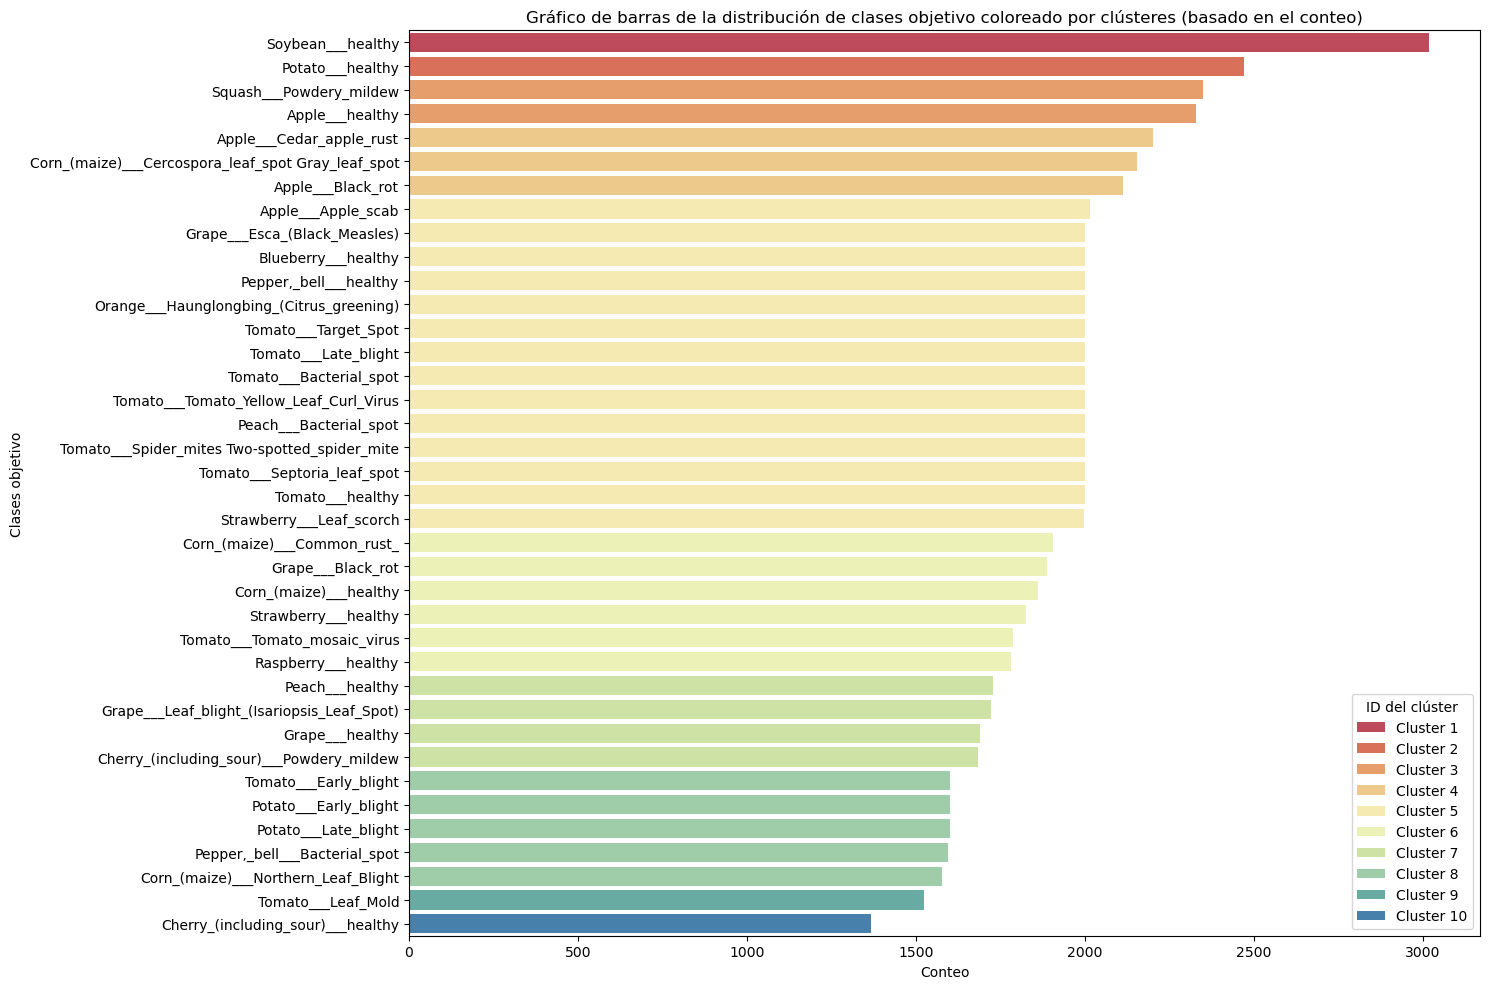 Gráfico de barras de la distribución de clases objetivo coloreado por clústeres (basado en el conteo)
Clases objetivo
Soybean___healthy
Potato___healthy
Squash___Powdery_mildew
Apple___healthy
Apple___Cedar_apple_rust
Corn_(maize)___Cercospora_leaf_spot Gray_leaf_spot
Apple___Black_rot
Apple___Apple_scab
Grape___Esca_(Black_Measles)
Blueberry___healthy
Pepper,_bell___healthy
Orange___Haunglongbing_(Citrus_greening)
Tomato___Target_Spot
Tomato___Late_blight
Tomato___Bacterial_spot
Tomato___Tomato_Yellow_Leaf_Curl_Virus
Peach___Bacterial_spot
Tomato___Spider_mites Two-spotted_spider_mite
Tomato___Septoria_leaf_spot
Tomato___healthy
Strawberry___Leaf_scorch
Corn_(maize)___Common_rust_
Grape___Black_rot
Corn_(maize)___healthy
Strawberry___healthy
Tomato___Tomato_mosaic_virus
Raspberry___healthy
Peach___healthy
Grape___Leaf_blight_(Isariopsis_Leaf_Spot)
Grape___healthy
Cherry_(including_sour)___Powdery_mildew
Tomato___Early_blight
Potato___Early_blight
Potato___Late_blight
Pepper,_bell___Bacterial_spot
Corn_(maize)___Northern_Leaf_Blight
Tomato___Leaf_Mold
Cherry_(including_sour)___healthy
ID del clúster
Cluster 1
Cluster 2
Cluster 3
Cluster 4
Cluster 5
Cluster 6
Cluster 7
Cluster 8
Cluster 9
Cluster 10
0 500 1000 1500 2000 2500 3000
Conteo